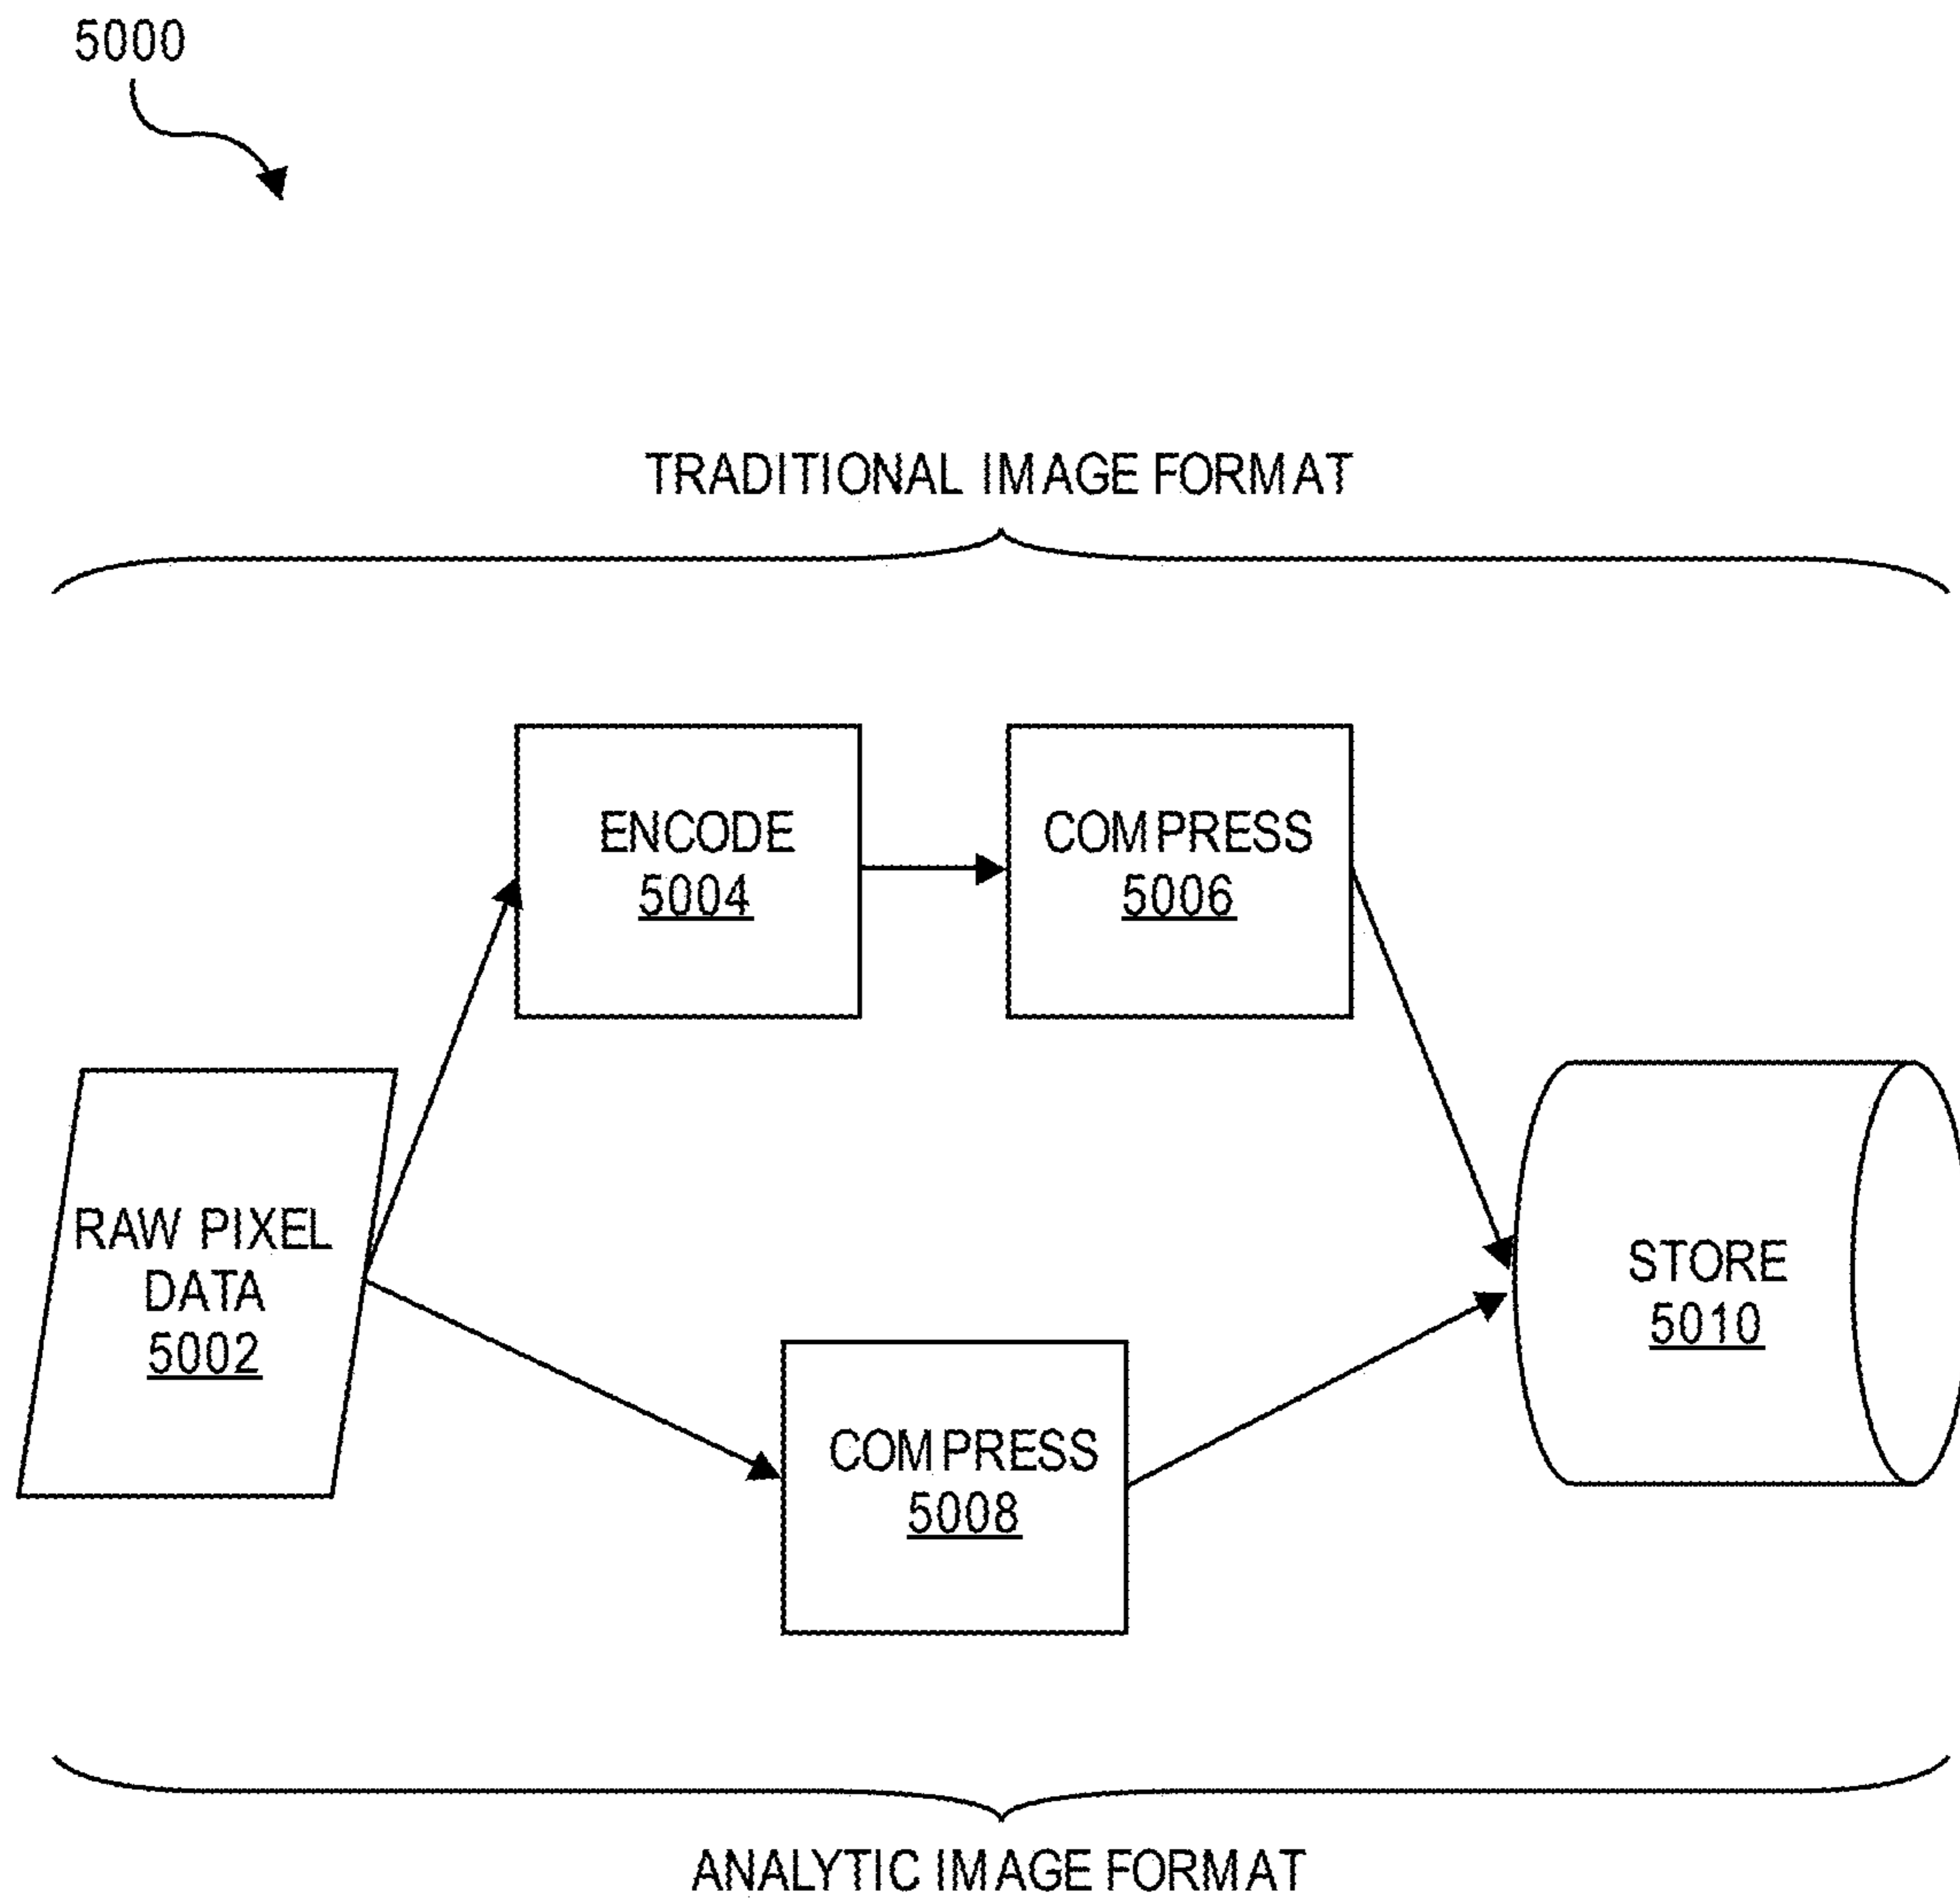 5000
TRADITIONAL IMAGE FORMAT
ENCODE
5004
COMPRESS
5006
RAW PIXEL
DATA
5002
STORE
5010
COMPRESS
5008
ANALYTIC IMAGE FORMAT